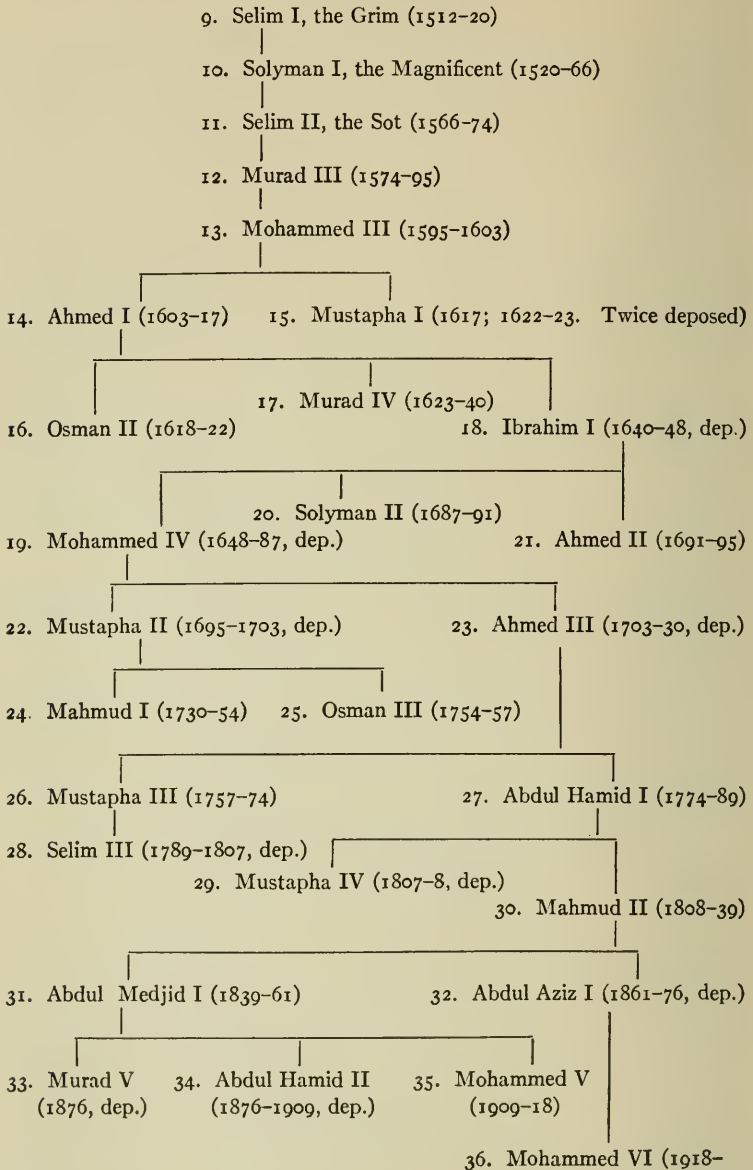 9. Selim I, the Grim (1512–20)
10. Solyman I, the Magnificent (1520–66)
11. Selim II, the Sot (1566–74)
12. Murad III (1574–95)
13. Mohammed III (1595–1603)
14. Ahmed I (1603–17) 15. Mustapha I (1617; 1622–23. Twice deposed)
17. Murad IV (1623–40)
16. Osman II (1618–22) 18. Ibrahim I (1640–48, dep.)
20. Solyman II (1687–91)
19. Mohammed IV (1648–87, dep.) 21. Ahmed II (1691–95)
22. Mustapha II (1695–1703, dep.) 23. Ahmed III (1703–30, dep.)
24. Mahmud I (1730–54) 25. Osman III (1754–57)
26. Mustapha III (1757–74) 27. Abdul Hamid I (1774–89)
28. Selim III (1789–1807, dep.)
29. Mustapha IV (1807–8, dep.)
30. Mahmud II (1808–39)
31. Abdul Medjid I (1839–61) 32. Abdul Aziz I (1861–76, dep.)
33. Murad V 34. Abdul Hamid II 35. Mohammed V
(1876, dep.) (1876–1909, dep.) (1909–18)
36. Mohammed VI (1918–